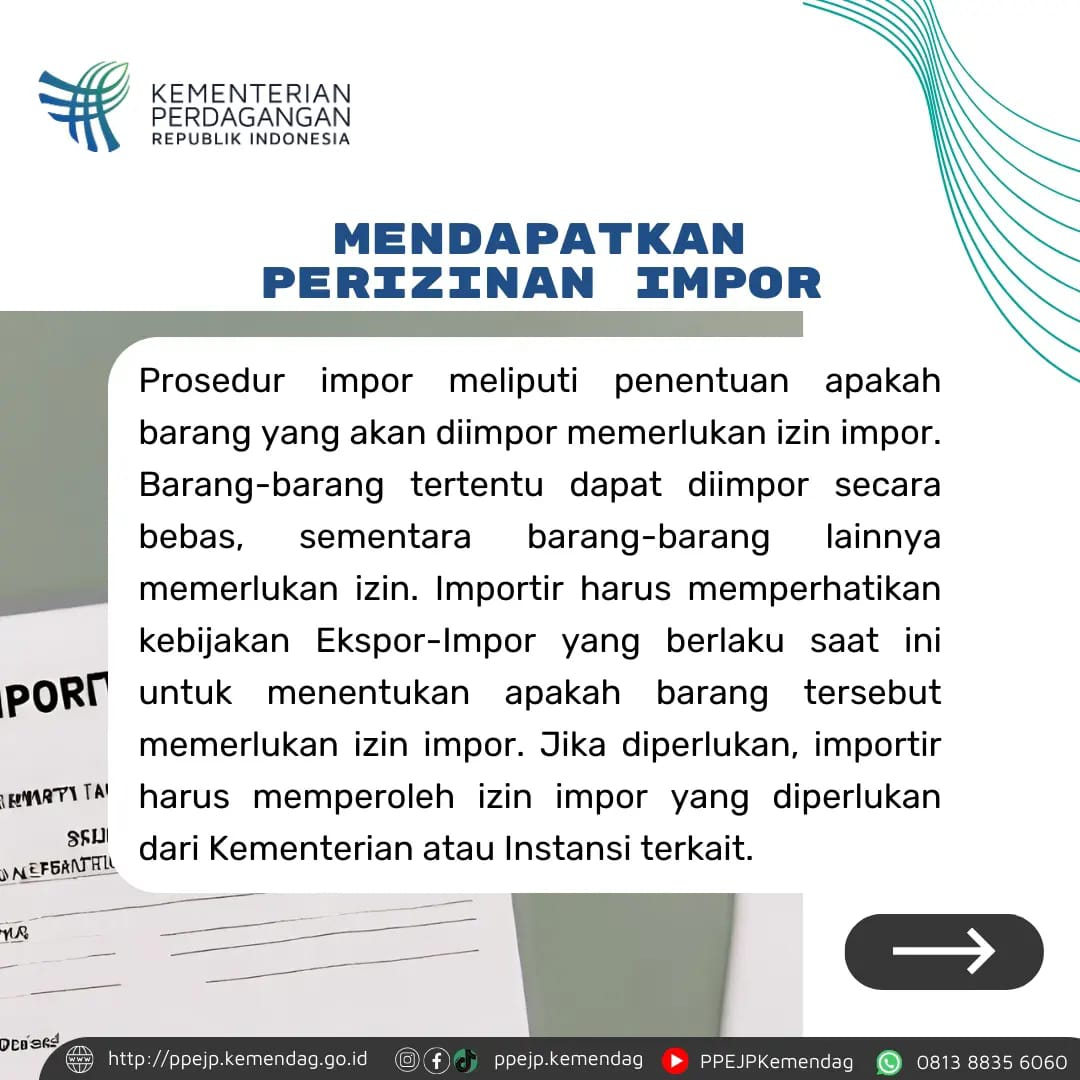 KEMENTERIAN
PERDAGANGAN
REPUBLIK INDONESIA
MENDAPATKAN
PERIZINAN IMPOR
Prosedur impor meliputi penentuan apakah
barang yang akan diimpor memerlukan izin impor.
Barang-barang tertentu dapat diimpor secara
bebas, sementara barang-barang lainnya
memerlukan izin. Importir harus memperhatikan
kebijakan Ekspor-Impor yang berlaku saat ini
untuk menentukan apakah barang tersebut
memerlukan izin impor. Jika diperlukan, importir
harus memperoleh izin impor yang diperlukan
dari Kementerian atau Instansi terkait.
http://ppejp.kemendag.go.id ppejp.kemendag PPEJPKemendag 0813 8835 6060